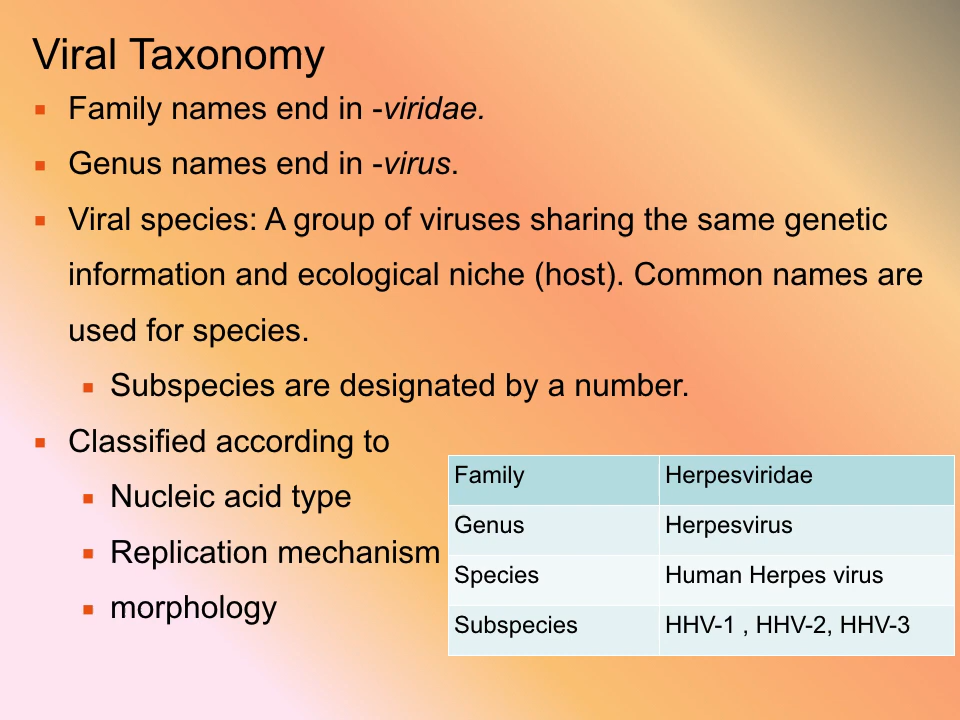 Viral Taxonomy
Family names end in -viridae.
Genus names end in -virus.
Viral species: A group of viruses sharing the same genetic
information and ecological niche (host). Common names are
used for species.
Subspecies are designated by a number.
Classified according to
Nucleic acid type
Replication mechanism
morphology
Family Herpesviridae
Genus Herpesvirus
Species Human Herpes virus
Subspecies HHV-1 , HHV-2, HHV-3